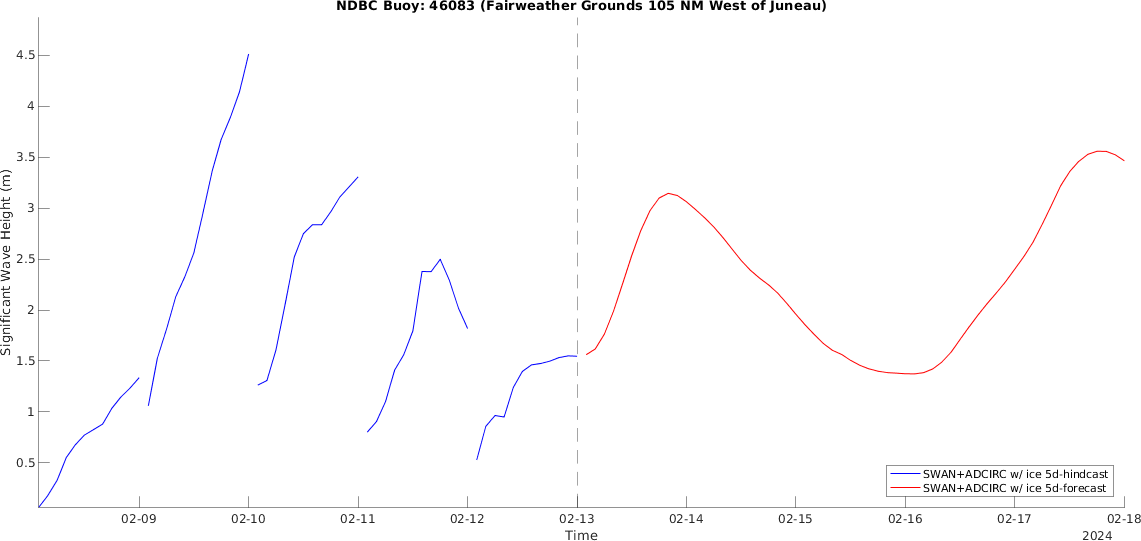 NDBC Buoy: 46083 (Fairweather Grounds 105 NM West of Juneau)
4.5
4
3.5
3
2.5
2
1.5
1
0.5
Significant Wave Height (m)
SWAN+ADCIRC w/ ice 5d-hindcast
SWAN+ADCIRC w/ ice 5d-forecast
02-09 02-10 02-11 02-12 02-13 02-14 02-15 02-16 02-17 02-18
Time
2024